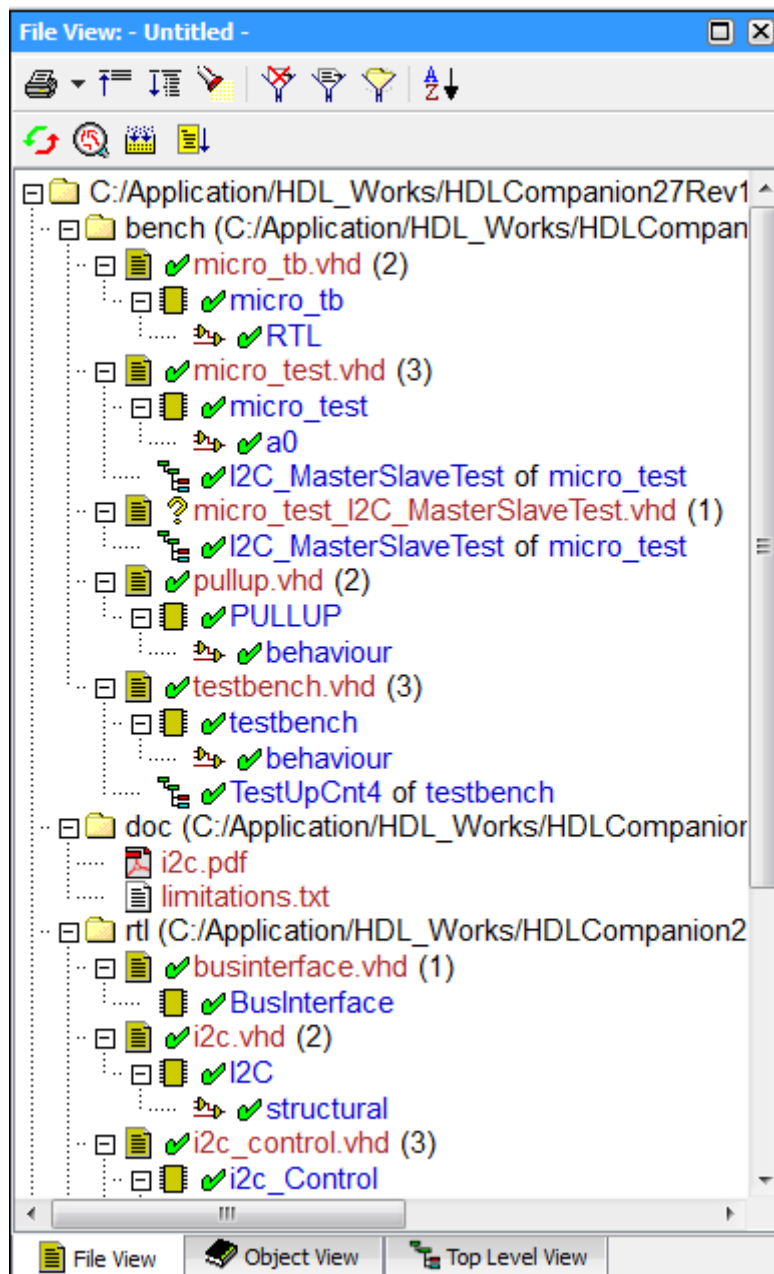 File View: - Untitled -
A
Z
C:/Application/HDL_Works/HDLCompanion27Rev1
bench (C:/Application/HDL_Works/HDLCompan
micro_tb.vhd (2)
micro_tb
RTL
micro_test.vhd (3)
micro_test
a0
I2C_MasterSlaveTest of micro_test
micro_test_I2C_MasterSlaveTest.vhd (1)
I2C_MasterSlaveTest of micro_test
pullup.vhd (2)
PULLUP
behaviour
testbench.vhd (3)
testbench
behaviour
TestUpCnt4 of testbench
doc (C:/Application/HDL_Works/HDLCompanion
i2c.pdf
limitations.txt
rtl (C:/Application/HDL_Works/HDLCompanion2
businterface.vhd (1)
BusInterface
i2c.vhd (2)
I2C
structural
i2c_control.vhd (3)
i2c_Control
File View Object View Top Level View